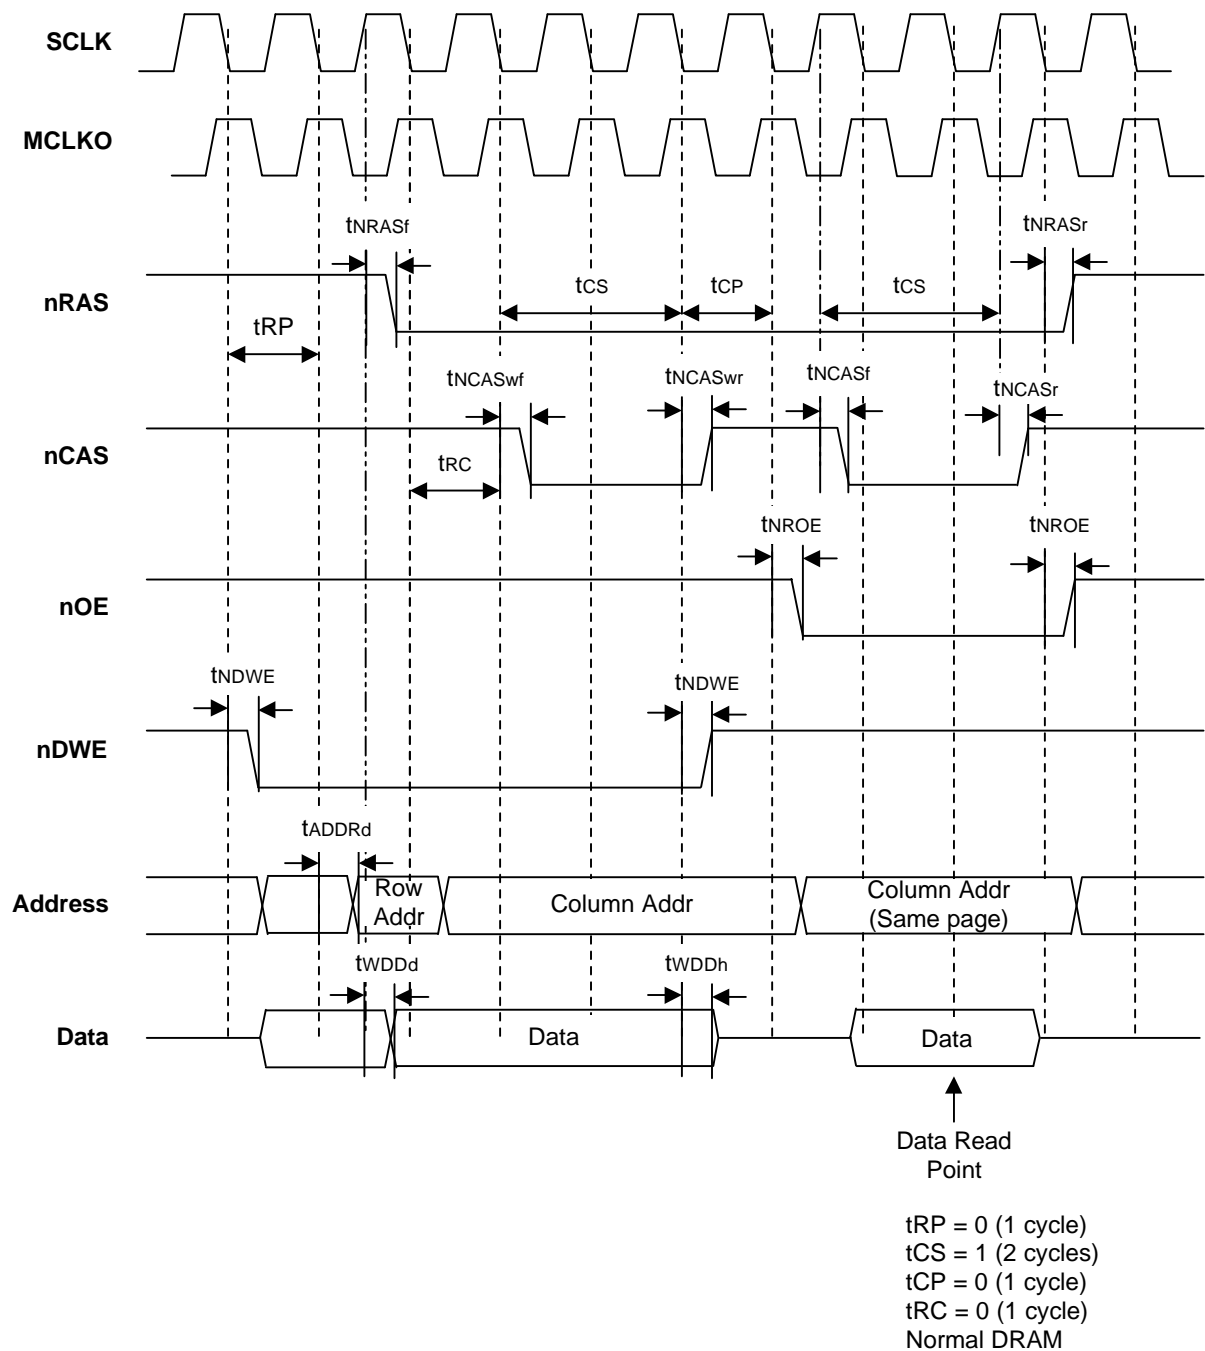 SCLK
MCLKO
tNRASf
tNRASr
nRAS
tCS
tCP
tCS
tRP
tNCASwf
tNCASwr
tNCASf
tNCASr
nCAS
tRC
tNROE
tNROE
nOE
tNDWE
tNDWE
nDWE
tADDRd
Address
Row
Addr
Column Addr
Column Addr
(Same page)
tWDDd
tWDDh
Data
Data
Data
Data Read
Point
tRP = 0 (1 cycle)
tCS = 1 (2 cycles)
tCP = 0 (1 cycle)
tRC = 0 (1 cycle)
Normal DRAM